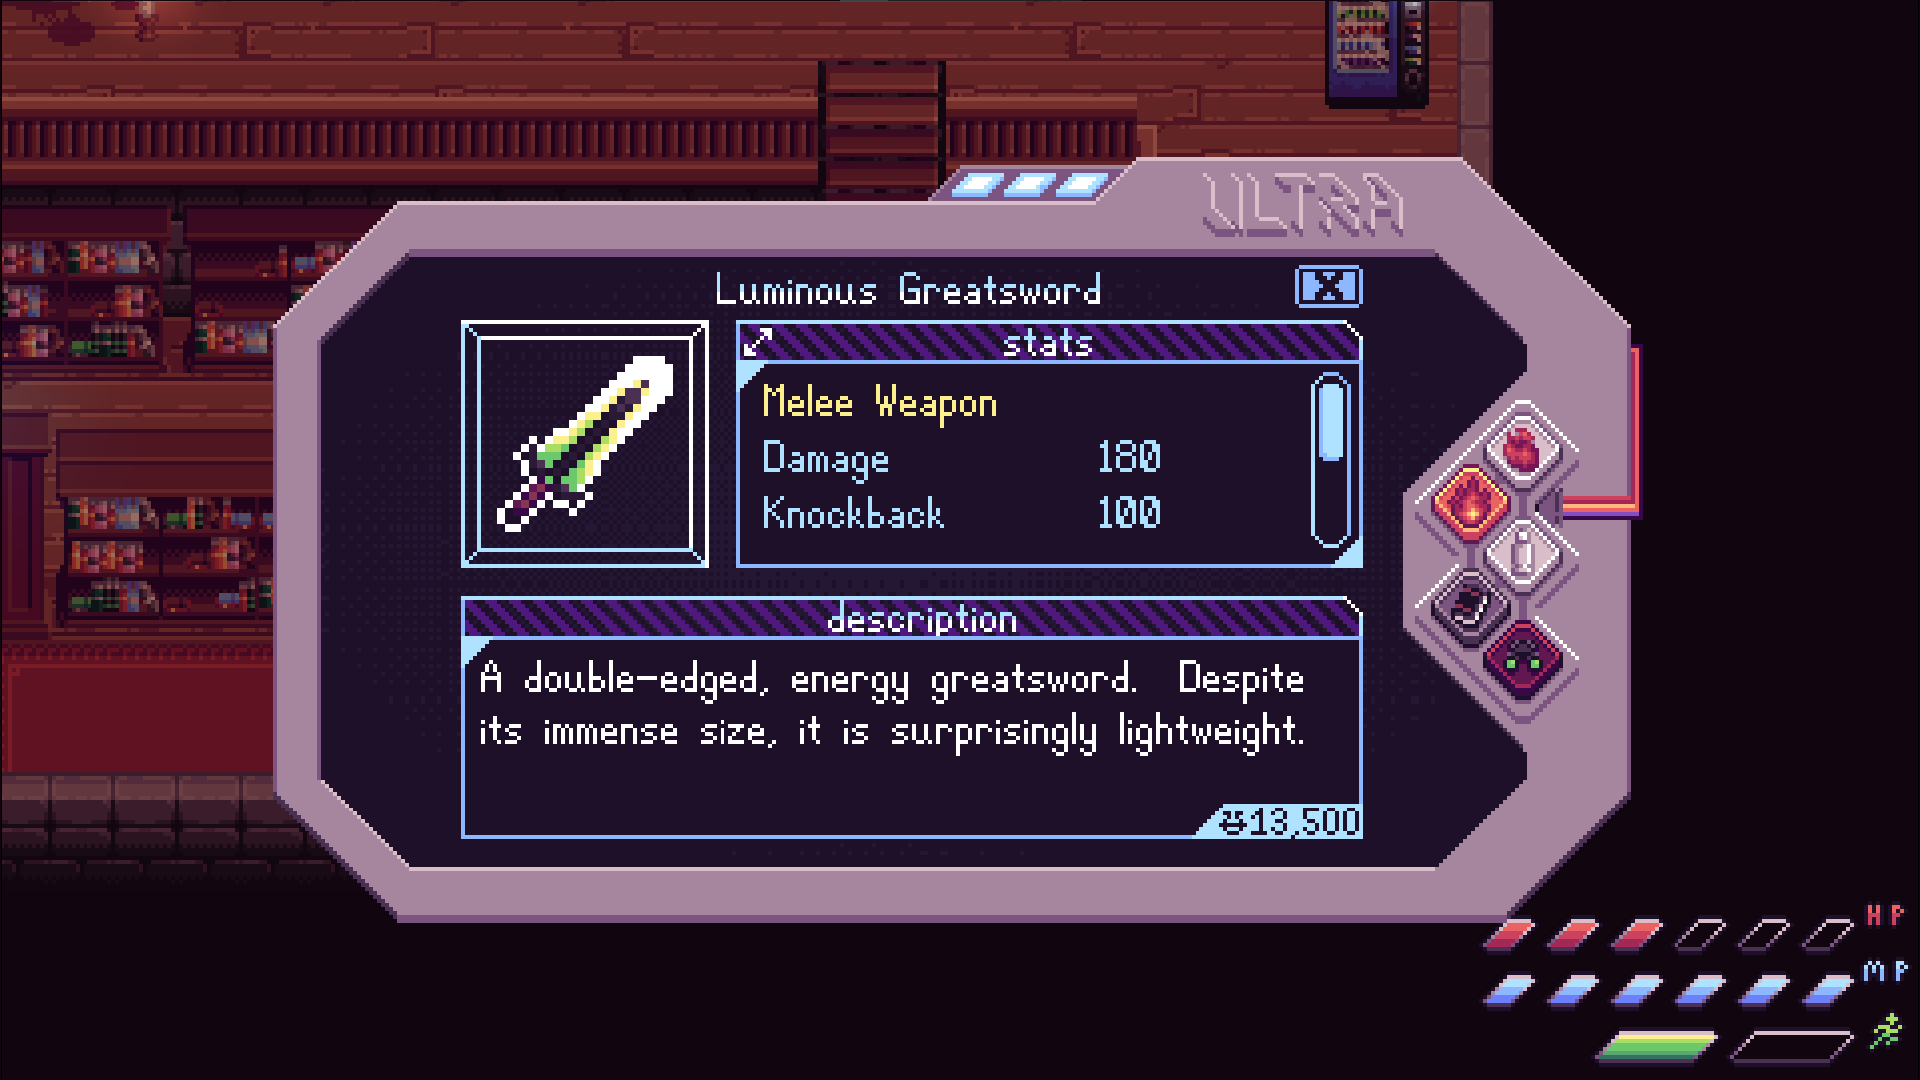 ULTRA
Luminous Greatsword
X
stats
Melee Weapon
Damage 180
Knockback 100
description
A double-edged, energy greatsword. Despite
its immense size, it is surprisingly lightweight.
13,500
HP
MP